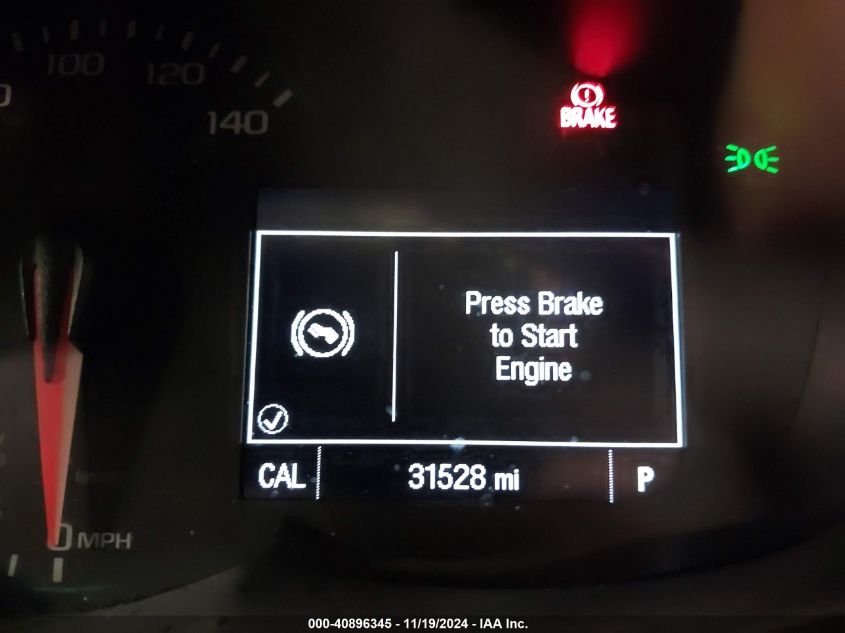 100
120
140
BRAKE
Press Brake
to Start
Engine
CAL 31528 mi P
0 MPH
000-40896345 - 11/19/2024 - IAA Inc.